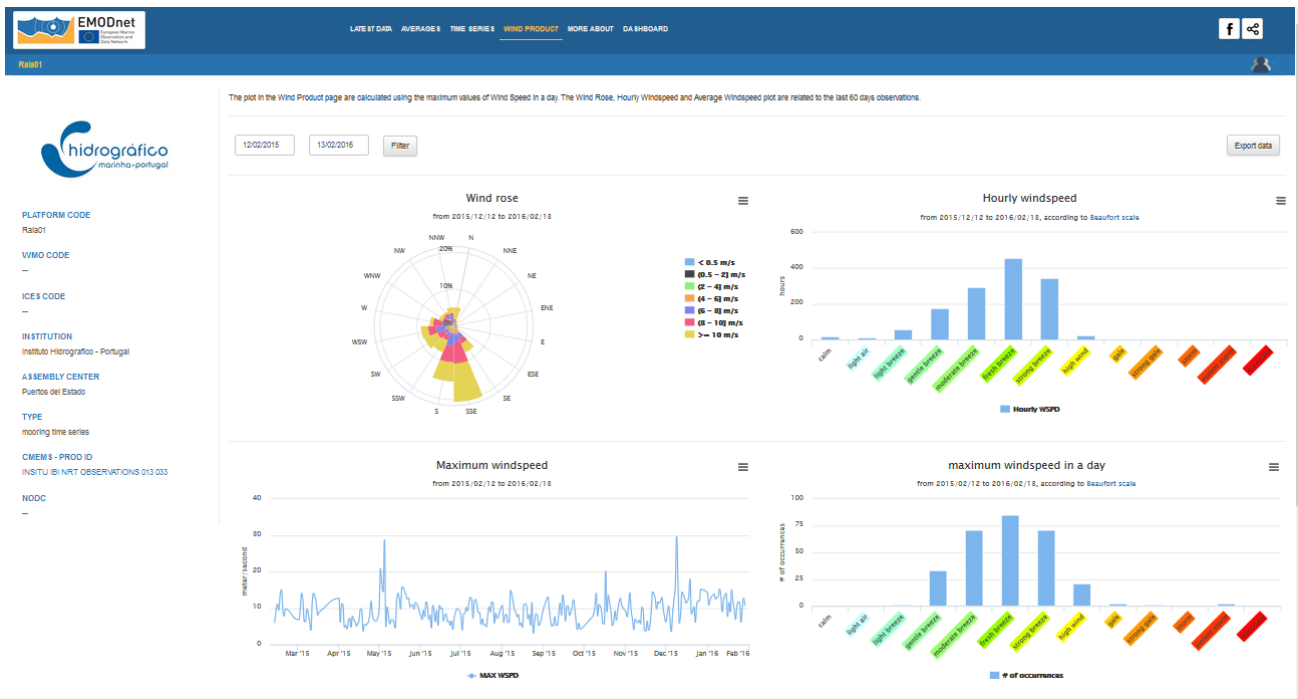 EMODnet
European Marine
Observation and
Data Network
LATEST DATA AVERAGES TIME SERIES WIND PRODUCT MORE ABOUT DASHBOARD
Raia01
The plot in the Wind Product page are calculated using the maximum values of Wind Speed in a day. The Wind Rose, Hourly Windspeed and Average Windspeed plot are related to the last 60 days observations.
hidrográfico
marinha-portugal
12/02/2015 13/02/2016 Filter Export data
PLATFORM CODE
Raia01
WMO CODE
--
ICES CODE
--
INSTITUTION
Instituto Hidrografico - Portugal
ASSEMBLY CENTER
Puertos del Estado
TYPE
mooring time series
CMEMS - PROD ID
INSITU IBI NRT OBSERVATIONS 013 033
NODC
--
Wind rose
from 2015/12/12 to 2016/02/18
NNW N NNE
NW 20% NE
WNW 10% ENE
W 0% E
WSW ESE
SW SE
SSW S SSE
< 0.5 m/s
(0.5 - 2] m/s
(2 - 4] m/s
(4 - 6] m/s
(6 - 8] m/s
(8 - 10] m/s
>= 10 m/s
Hourly windspeed
from 2015/12/12 to 2016/02/18, according to Beaufort scale
600
400
200
0
hours
calm light air light breeze gentle breeze moderate breeze fresh breeze strong breeze high wind gale strong gale storm violent storm
Hourly WSPD
Maximum windspeed
from 2015/02/12 to 2016/02/18
40
30
20
10
0
meter/second
Mar '15 Apr '15 May '15 Jun '15 Jul '15 Aug '15 Sep '15 Oct '15 Nov '15 Dec '15 Jan '16 Feb '16
MAX WSPD
maximum windspeed in a day
from 2015/02/12 to 2016/02/18, according to Beaufort scale
100
75
50
25
0
# of occurrences
calm light air light breeze gentle breeze moderate breeze fresh breeze strong breeze high wind gale strong gale storm violent storm
# of occurrences